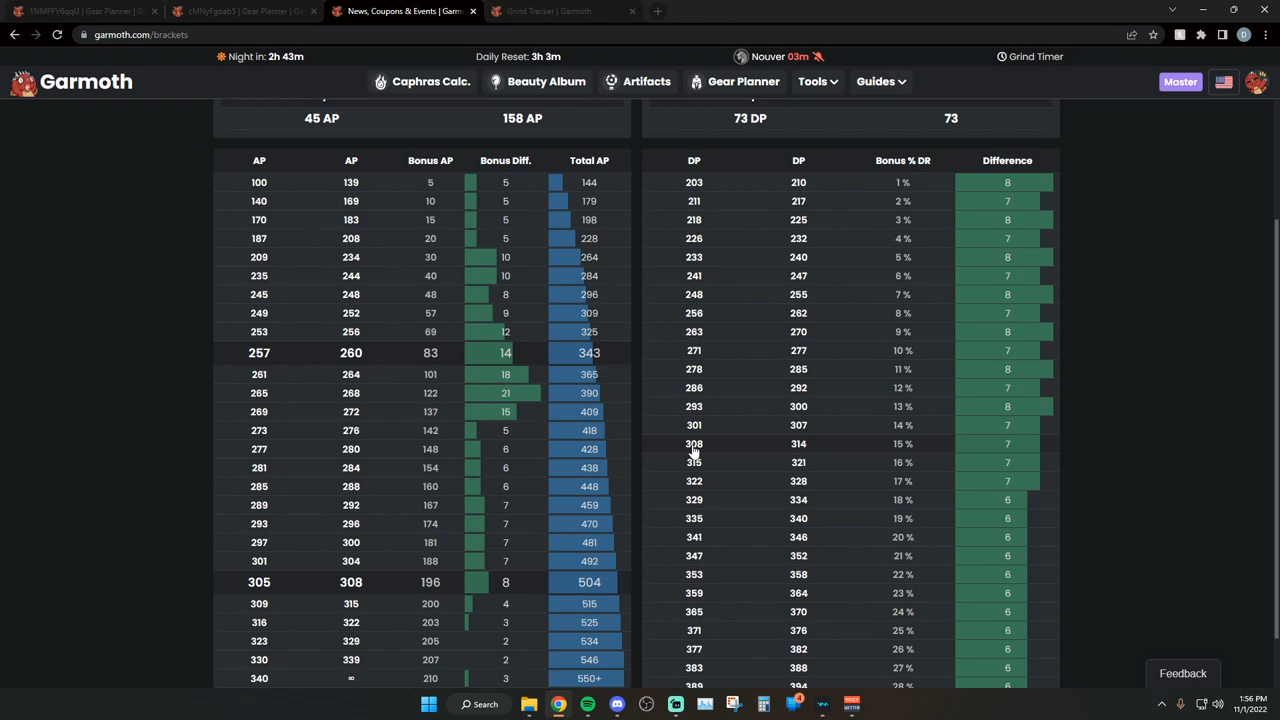 1NMPFV6qqU | Gear Planner | Ga
cMNyFgoab5 | Gear Planner | Ga
News, Coupons & Events | Garm
Grind Tracker | Garmoth
garmoth.com/brackets
Night in: 2h 43m
Daily Reset: 3h 3m
Nouver 03m
Grind Timer
Garmoth
Caphras Calc.
Beauty Album
Artifacts
Gear Planner
Tools
Guides
Master
45 AP 158 AP
73 DP 73
AP AP Bonus AP Bonus Diff. Total AP
100 139 5 5 144
140 169 10 5 179
170 183 15 5 198
187 208 20 5 228
209 234 30 10 264
235 244 40 10 284
245 248 48 8 296
249 252 57 9 309
253 256 69 12 325
257 260 83 14 343
261 264 101 18 365
265 268 122 21 390
269 272 137 15 409
273 276 142 5 418
277 280 148 6 428
281 284 154 6 438
285 288 160 6 448
289 292 167 7 459
293 296 174 7 470
297 300 181 7 481
301 304 188 7 492
305 308 196 8 504
309 315 200 4 515
316 322 203 3 525
323 329 205 2 534
330 339 207 2 546
340 ∞ 210 3 550+
DP DP Bonus % DR Difference
203 210 1 % 8
211 217 2 % 7
218 225 3 % 8
226 232 4 % 7
233 240 5 % 8
241 247 6 % 7
248 255 7 % 8
256 262 8 % 7
263 270 9 % 8
271 277 10 % 7
278 285 11 % 8
286 292 12 % 7
293 300 13 % 8
301 307 14 % 7
308 314 15 % 7
315 321 16 % 7
322 328 17 % 7
329 334 18 % 6
335 340 19 % 6
341 346 20 % 6
347 352 21 % 6
353 358 22 % 6
359 364 23 % 6
365 370 24 % 6
371 376 25 % 6
377 382 26 % 6
383 388 27 % 6
389 394 28 % 6
Feedback
Search
4
1:56 PM
11/1/2022